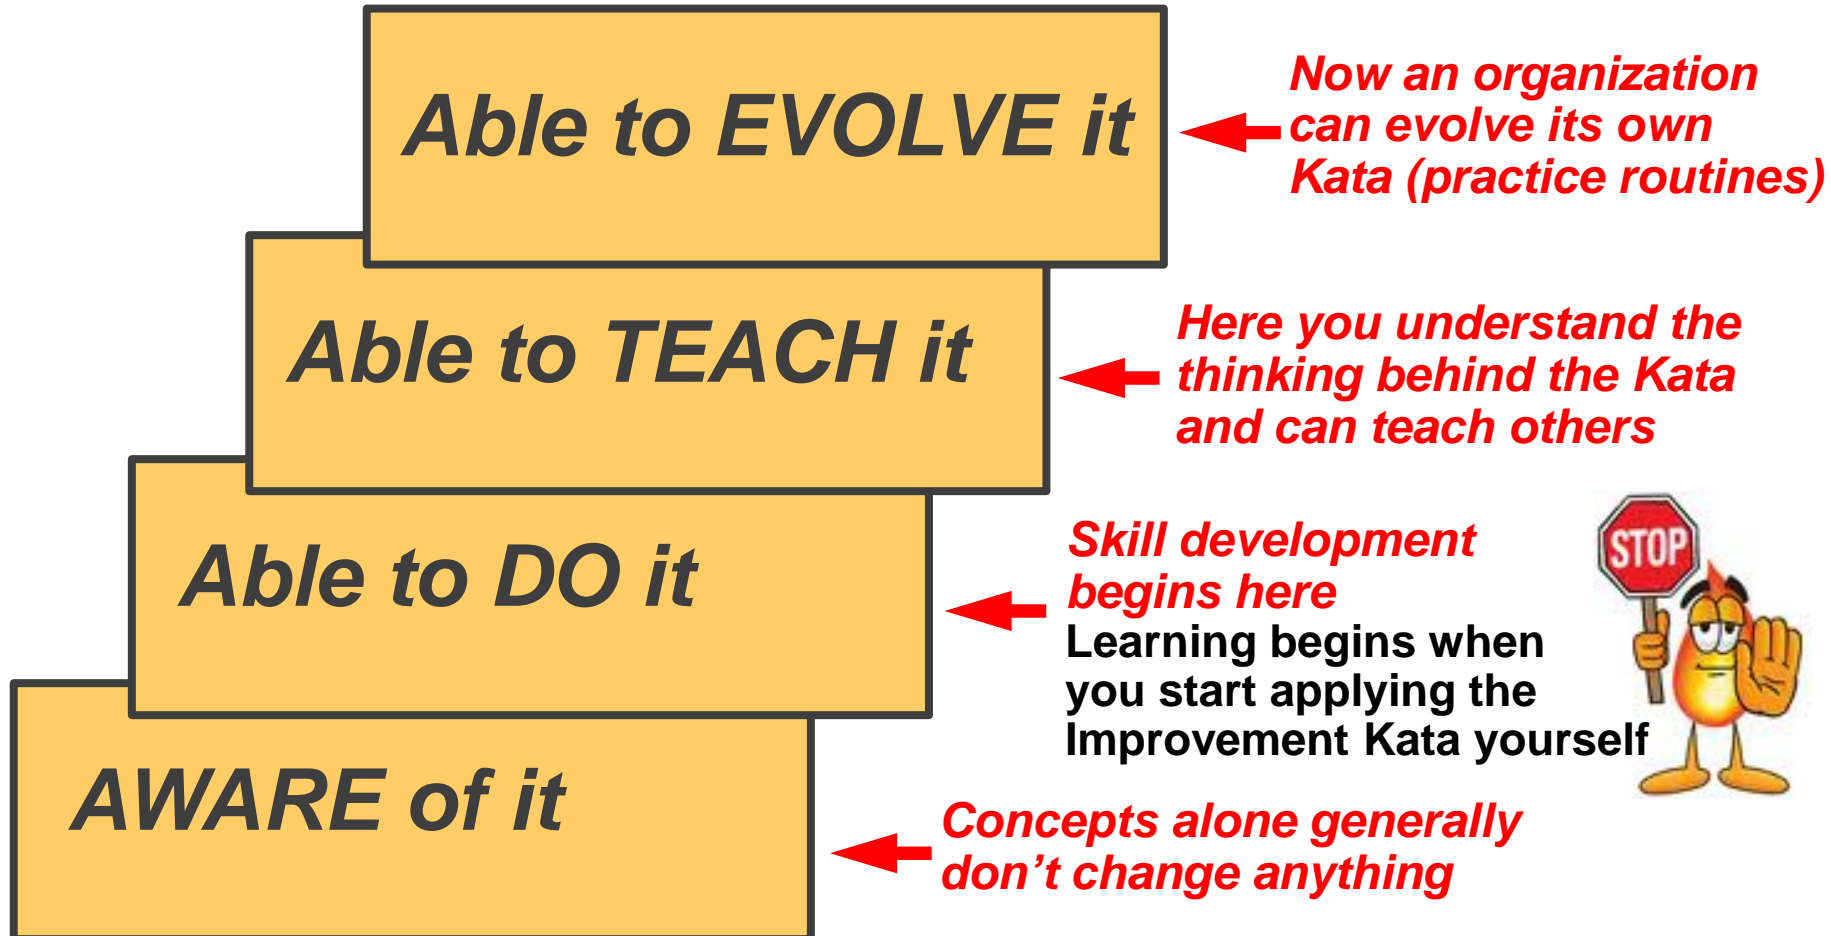 Able to EVOLVE it
Now an organization
can evolve its own
Kata (practice routines)
Able to TEACH it
Here you understand the
thinking behind the Kata
and can teach others
Able to DO it
Skill development
begins here
Learning begins when
you start applying the
Improvement Kata yourself
STOP
AWARE of it
Concepts alone generally
don’t change anything